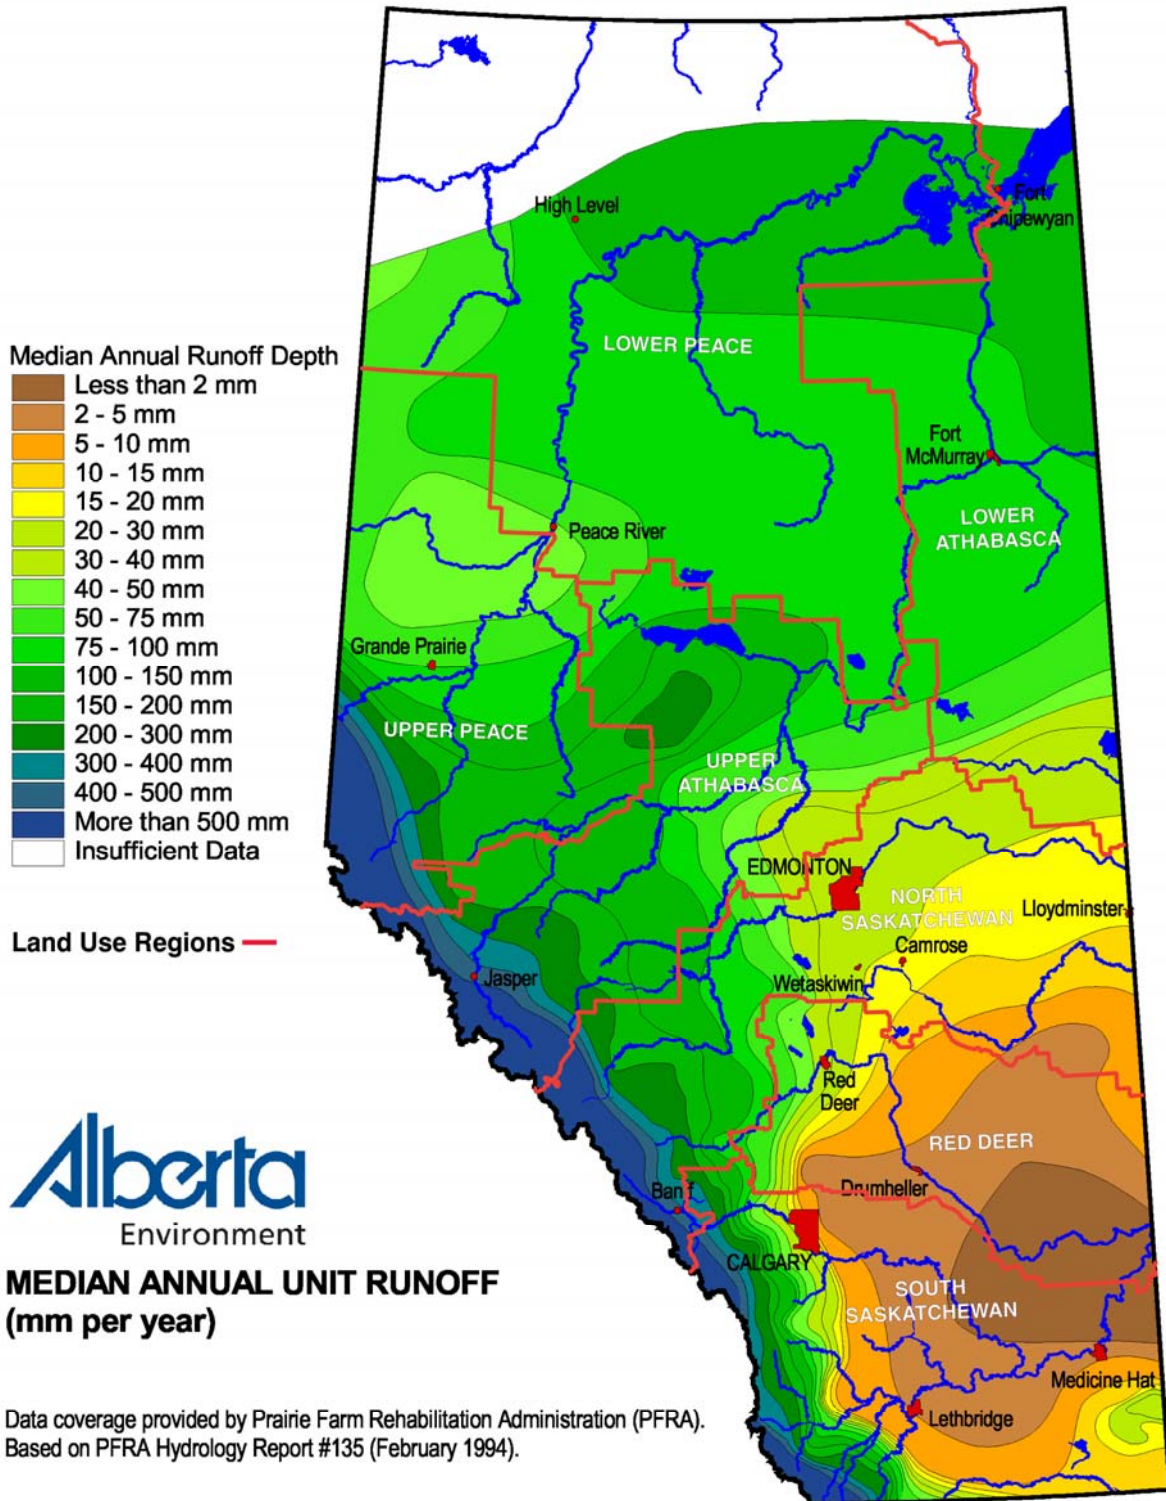 Median Annual Runoff Depth
Less than 2 mm
2 - 5 mm
5 - 10 mm
10 - 15 mm
15 - 20 mm
20 - 30 mm
30 - 40 mm
40 - 50 mm
50 - 75 mm
75 - 100 mm
100 - 150 mm
150 - 200 mm
200 - 300 mm
300 - 400 mm
400 - 500 mm
More than 500 mm
Insufficient Data
Land Use Regions
High Level
Fort
Chipewyan
LOWER PEACE
Fort
McMurray
LOWER
ATHABASCA
Peace River
Grande Prairie
UPPER PEACE
UPPER
ATHABASCA
EDMONTON
NORTH
SASKATCHEWAN
Lloydminster
Camrose
Wetaskiwin
Jasper
Red
Deer
RED DEER
Drumheller
Banff
CALGARY
SOUTH
SASKATCHEWAN
Medicine Hat
Lethbridge
Alberta
Environment
MEDIAN ANNUAL UNIT RUNOFF
(mm per year)
Data coverage provided by Prairie Farm Rehabilitation Administration (PFRA).
Based on PFRA Hydrology Report #135 (February 1994).